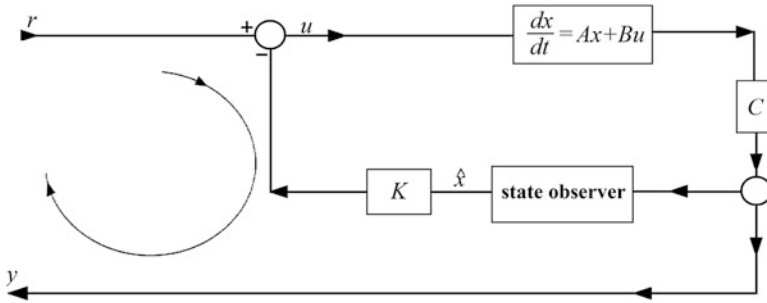 r
+
−
u
dx/dt = Ax+Bu
C
K
x̂
state observer
y